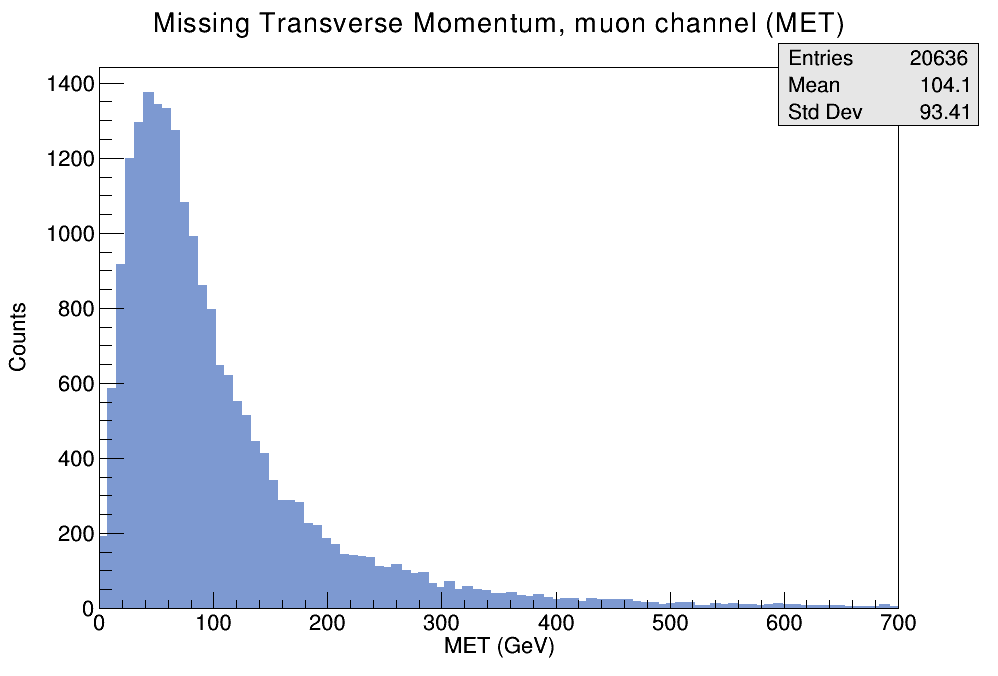 Missing Transverse Momentum, muon channel (MET)
Entries 20636
Mean 104.1
Std Dev 93.41
1400
1200
1000
800
600
400
200
0
Counts
0 100 200 300 400 500 600 700
MET (GeV)